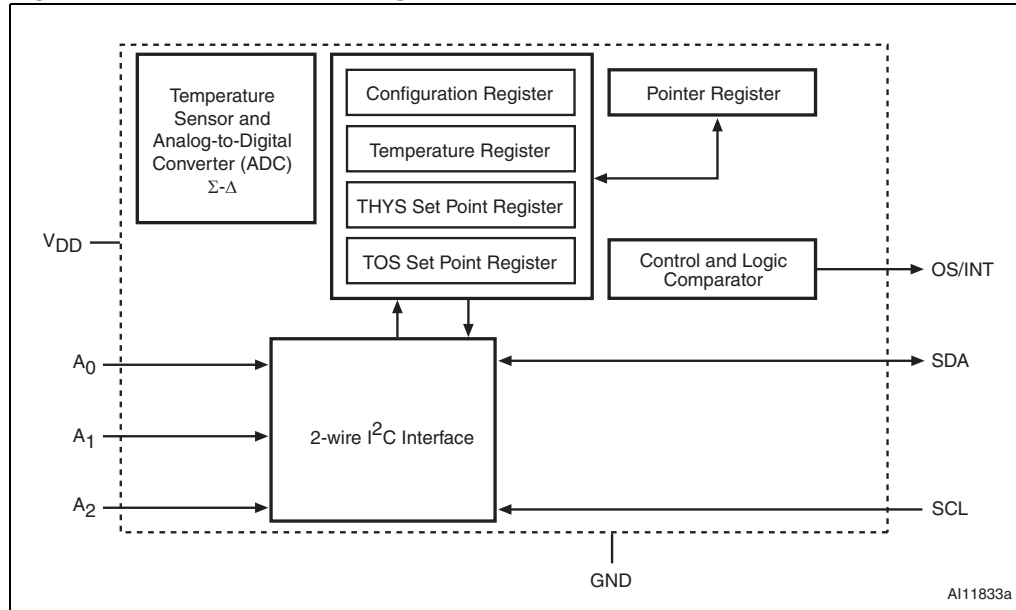 Temperature
Sensor and
Analog-to-Digital
Converter (ADC)
Σ-Δ
Configuration Register
Temperature Register
THYS Set Point Register
TOS Set Point Register
Pointer Register
Control and Logic
Comparator
VDD
OS/INT
A0
A1
A2
2-wire I2C Interface
SDA
SCL
GND
AI11833a